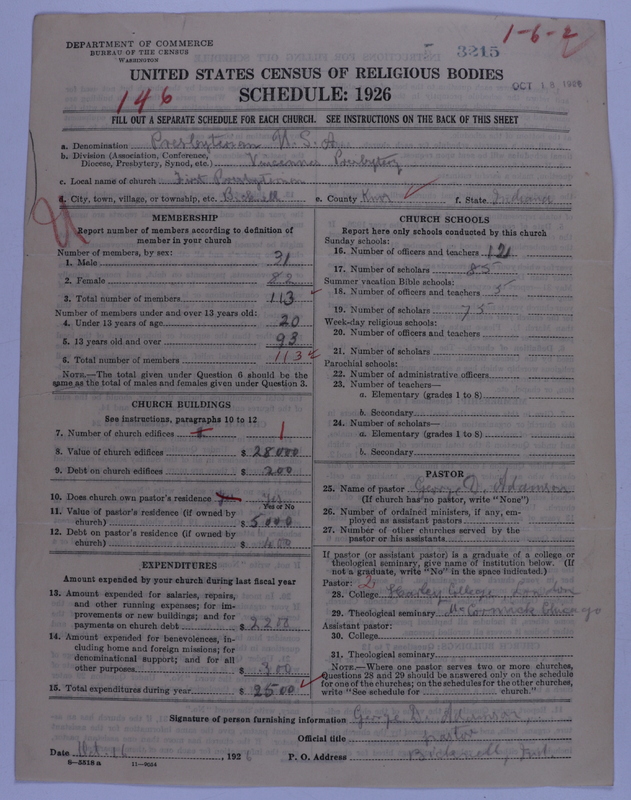 DEPARTMENT OF COMMERCE
BUREAU OF THE CENSUS
WASHINGTON
3215
1-6-2
OCT 18 1926
UNITED STATES CENSUS OF RELIGIOUS BODIES
146
SCHEDULE: 1926
FILL OUT A SEPARATE SCHEDULE FOR EACH CHURCH. SEE INSTRUCTIONS ON THE BACK OF THIS SHEET
a. Denomination Presbyterian U.S.A.
b. Division (Association, Conference, Diocese, Presbytery, Synod, etc.) Vincennes Presbytery
c. Local name of church First Presbyterian
d. City, town, village, or township, etc. Bicknell e. County Knox f. State Indiana
MEMBERSHIP
Report number of members according to definition of member in your church
Number of members, by sex:
1. Male 31
2. Female 82
3. Total number of members 113
Number of members under and over 13 years old:
4. Under 13 years of age 20
5. 13 years old and over 93
6. Total number of members 113
NOTE.—The total given under Question 6 should be the same as the total of males and females given under Question 3.
CHURCH BUILDINGS
See instructions, paragraphs 10 to 12
7. Number of church edifices 1
8. Value of church edifices $ 28000
9. Debt on church edifices $ 200
10. Does church own pastor's residence Yes
Yes or No
11. Value of pastor's residence (if owned by church) $ 5000
12. Debt on pastor's residence (if owned by church) $
EXPENDITURES
Amount expended by your church during last fiscal year
13. Amount expended for salaries, repairs, and other running expenses; for improvements or new buildings; and for payments on church debt $ 2200
14. Amount expended for benevolences, including home and foreign missions; for denominational support; and for all other purposes $ 300
15. Total expenditures during year $ 2500
CHURCH SCHOOLS
Report here only schools conducted by this church
Sunday schools:
16. Number of officers and teachers 12
17. Number of scholars 85
Summer vacation Bible schools:
18. Number of officers and teachers 5
19. Number of scholars 75
Week-day religious schools:
20. Number of officers and teachers
21. Number of scholars
Parochial schools:
22. Number of administrative officers
23. Number of teachers—
a. Elementary (grades 1 to 8)
b. Secondary
24. Number of scholars—
a. Elementary (grades 1 to 8)
b. Secondary
PASTOR
25. Name of pastor George D. Adamson
(If church has no pastor, write "None")
26. Number of ordained ministers, if any, employed as assistant pastors
27. Number of other churches served by the pastor or his assistants
If pastor (or assistant pastor) is a graduate of a college or theological seminary, give name of institution below. (If not a graduate, write "No" in the space indicated.)
Pastor: 2
28. College Harley College, London
29. Theological seminary McCormick Chicago
Assistant pastor:
30. College
31. Theological seminary
NOTE.—Where one pastor serves two or more churches, Questions 28 and 29 should be answered only on the schedule for one of the churches; on the schedules for the other churches, write "See schedule for church."
Signature of person furnishing information George D. Adamson,
Official title pastor
Date Oct. 16, 1926 P. O. Address Bicknell, Ind.
8-5518 a 11-9054